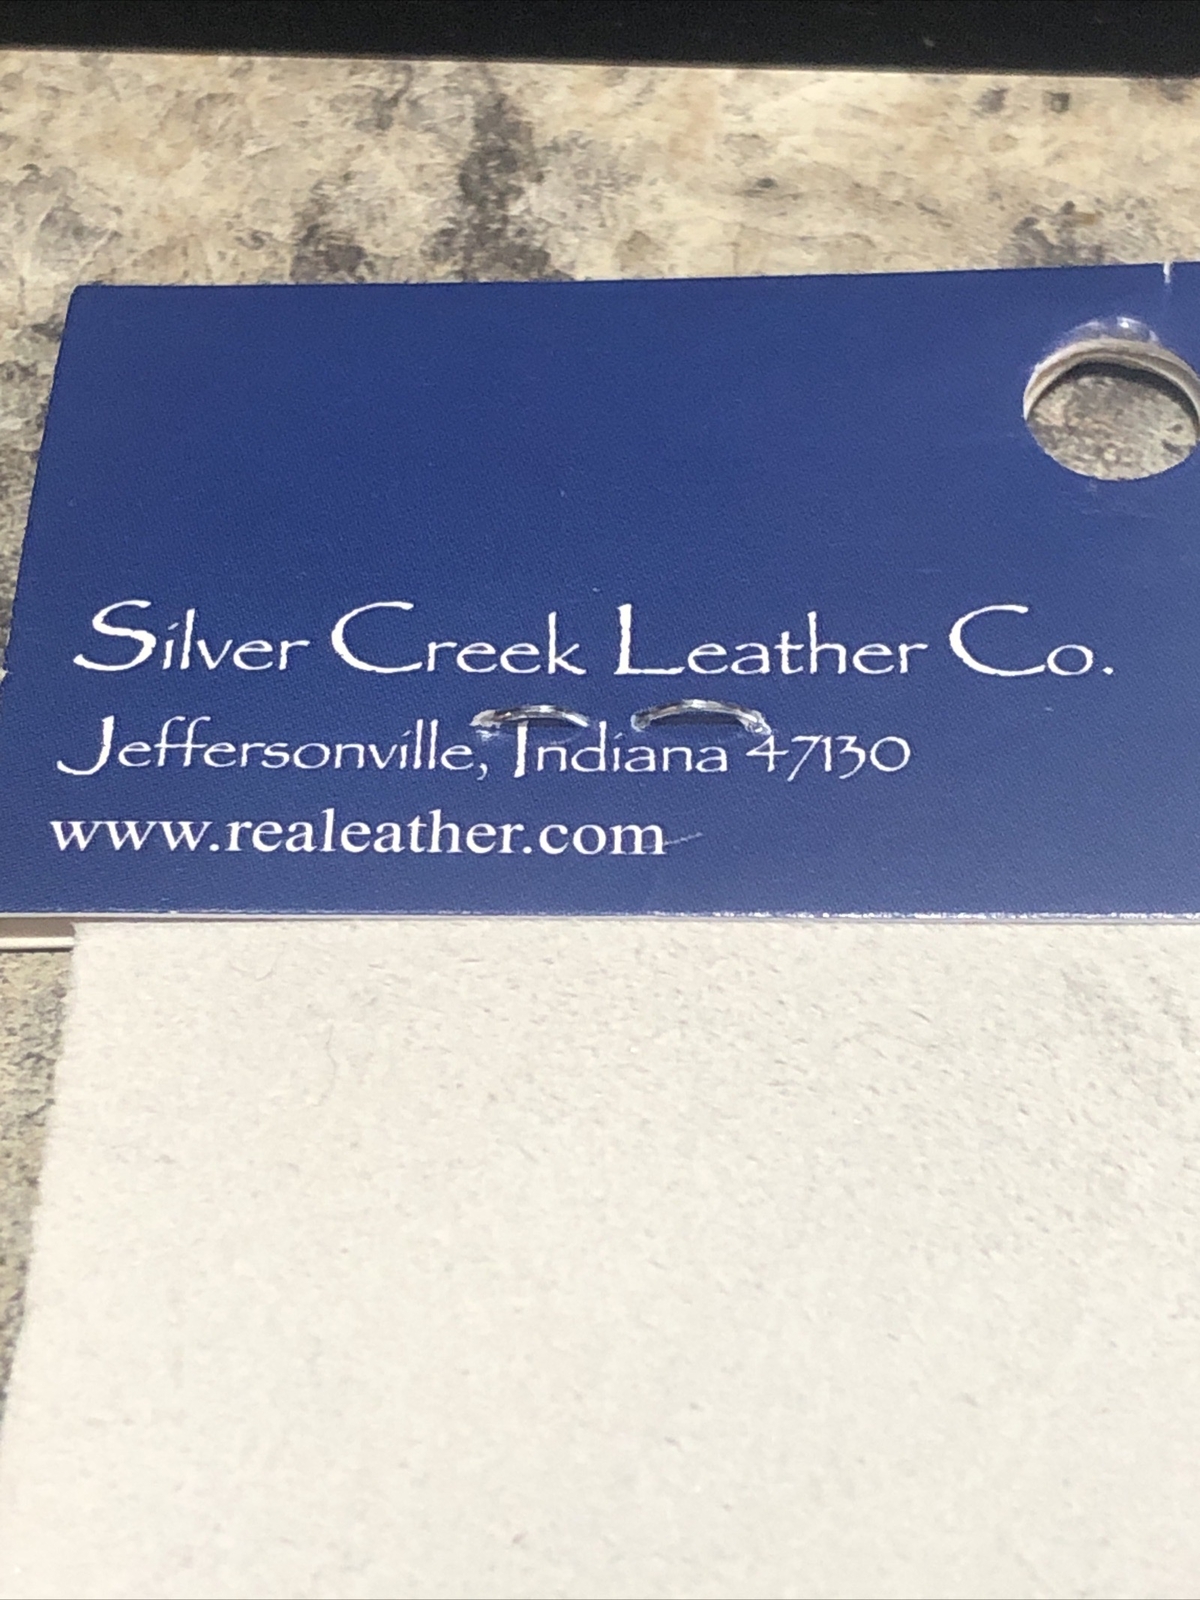 Silver Creek Leather Co.
Jeffersonville, Indiana 47130
www.realeather.com